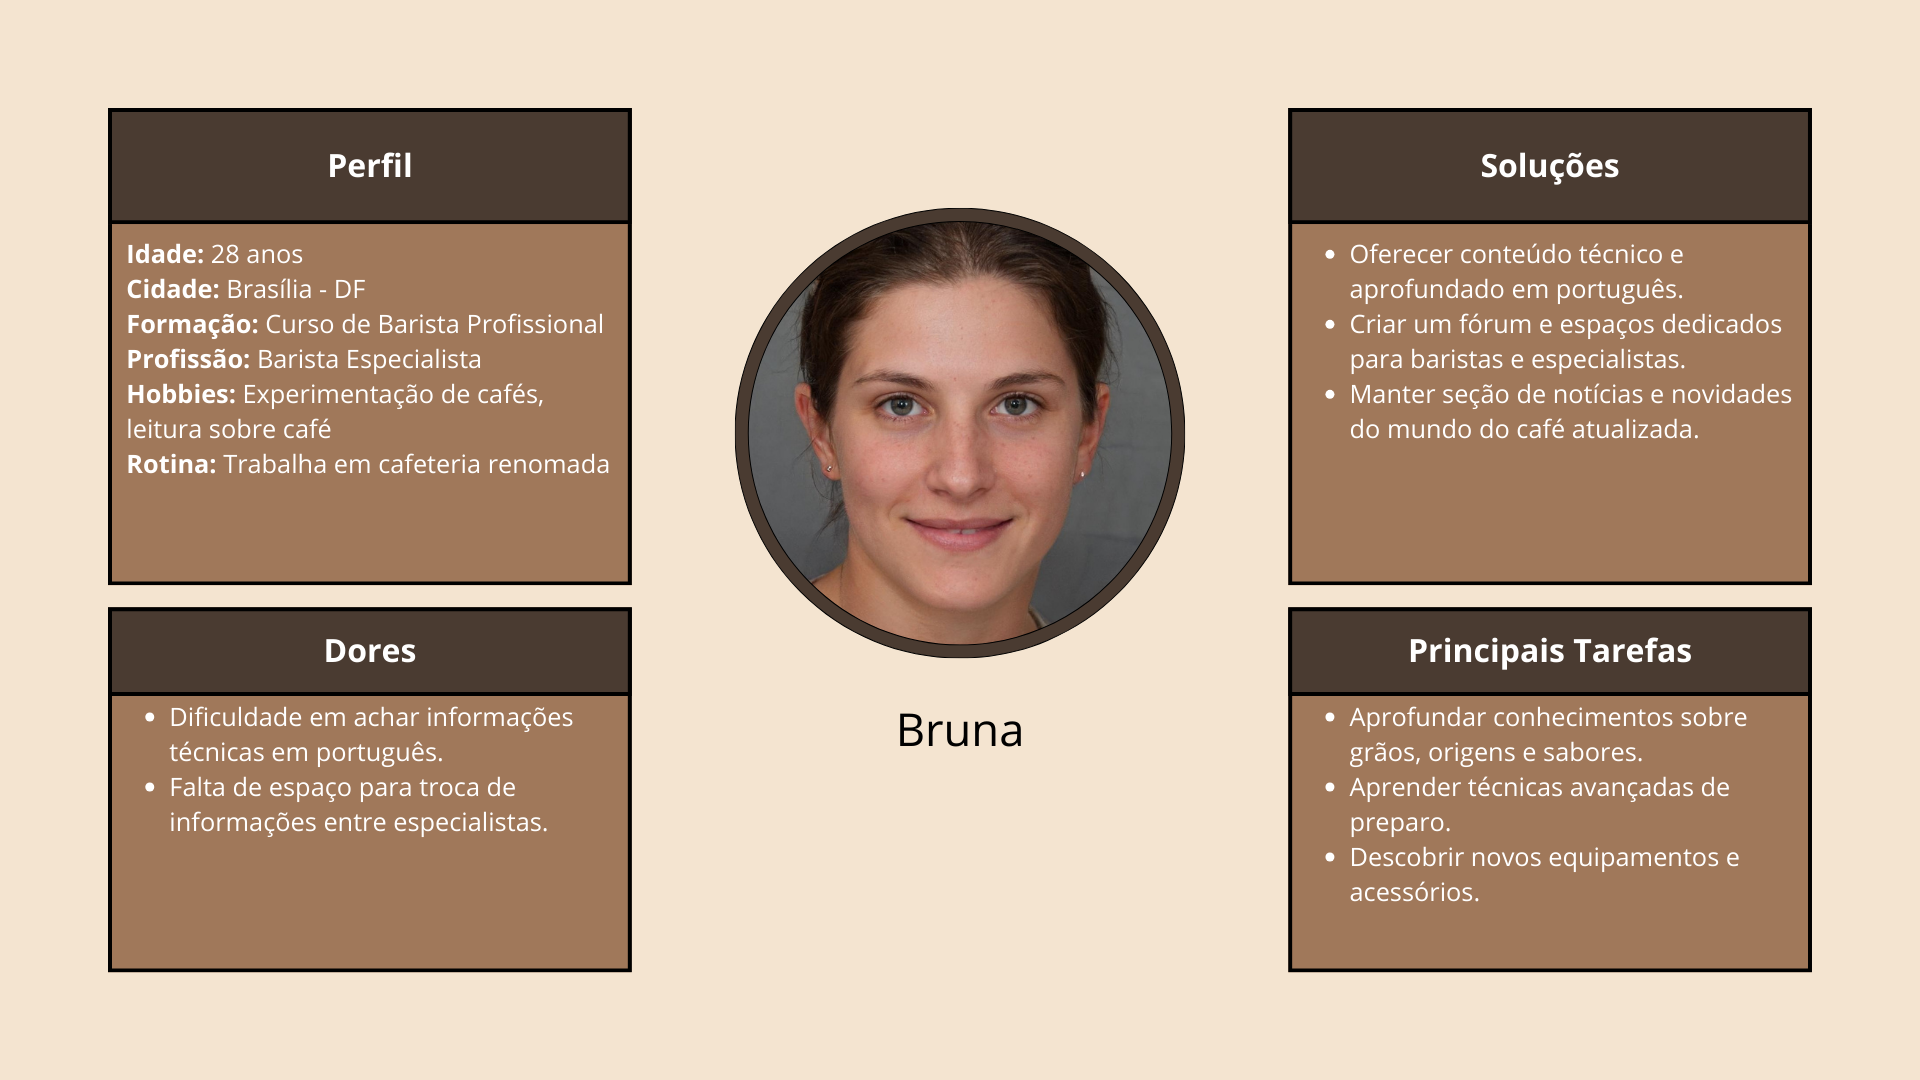 Perfil
Idade: 28 anos
Cidade: Brasília - DF
Formação: Curso de Barista Profissional
Profissão: Barista Especialista
Hobbies: Experimentação de cafés,
leitura sobre café
Rotina: Trabalha em cafeteria renomada
Dores
Dificuldade em achar informações
técnicas em português.
Falta de espaço para troca de
informações entre especialistas.
Bruna
Soluções
Oferecer conteúdo técnico e
aprofundado em português.
Criar um fórum e espaços dedicados
para baristas e especialistas.
Manter seção de notícias e novidades
do mundo do café atualizada.
Principais Tarefas
Aprofundar conhecimentos sobre
grãos, origens e sabores.
Aprender técnicas avançadas de
preparo.
Descobrir novos equipamentos e
acessórios.